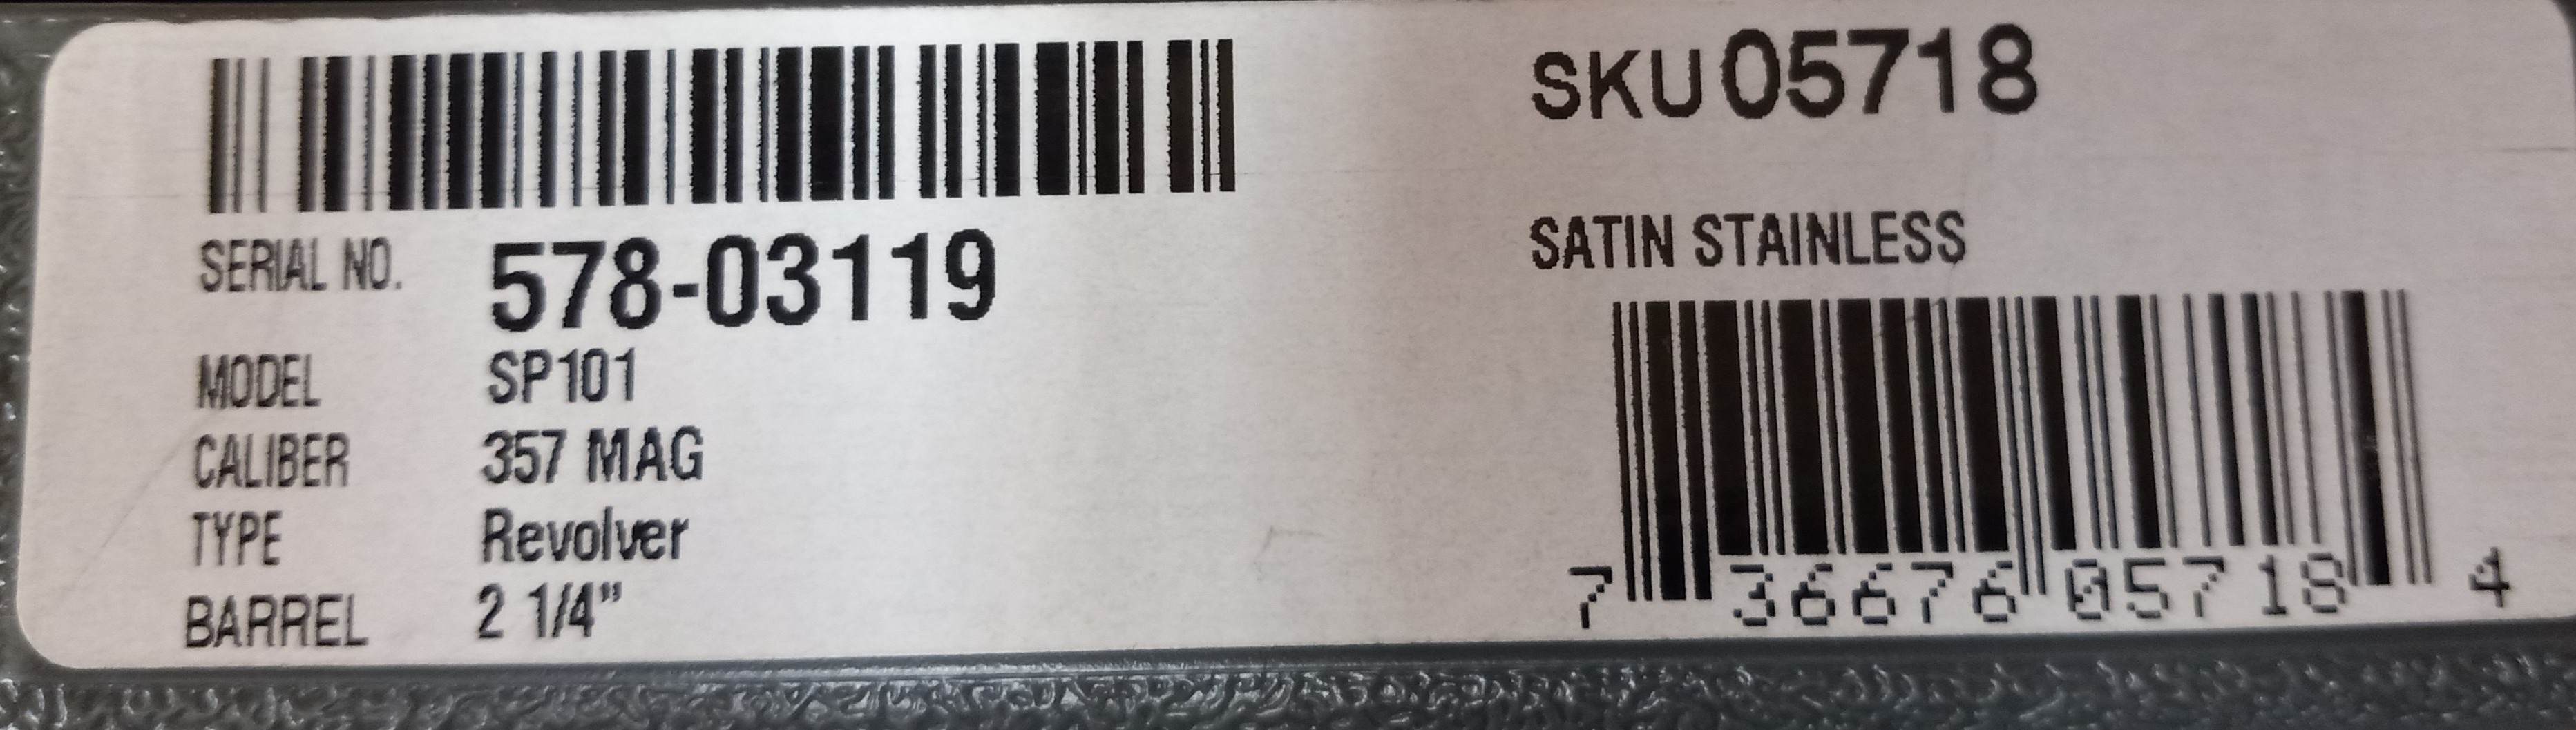 SERIAL NO. 578-03119
MODEL SP101
CALIBER 357 MAG
TYPE Revolver
BARREL 2 1/4"
SKU 05718
SATIN STAINLESS
7 36676 05718 4